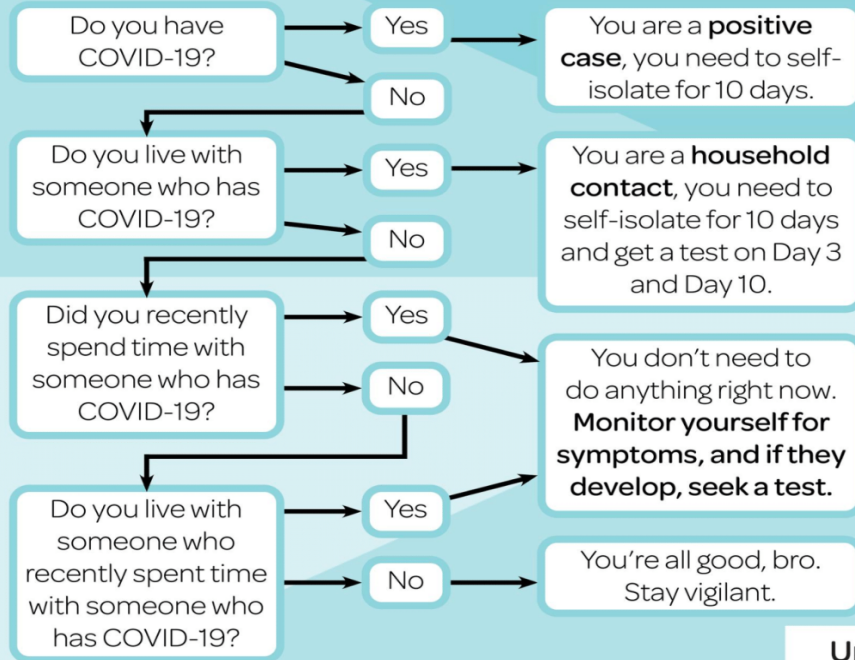 Do you have
COVID-19?
Yes
No
You are a positive
case, you need to self-
isolate for 10 days.
Do you live with
someone who has
COVID-19?
Yes
No
You are a household
contact, you need to
self-isolate for 10 days
and get a test on Day 3
and Day 10.
Did you recently
spend time with
someone who has
COVID-19?
Yes
No
You don't need to
do anything right now.
Monitor yourself for
symptoms, and if they
develop, seek a test.
Do you live with
someone who
recently spent time
with someone who
has COVID-19?
Yes
No
You're all good, bro.
Stay vigilant.